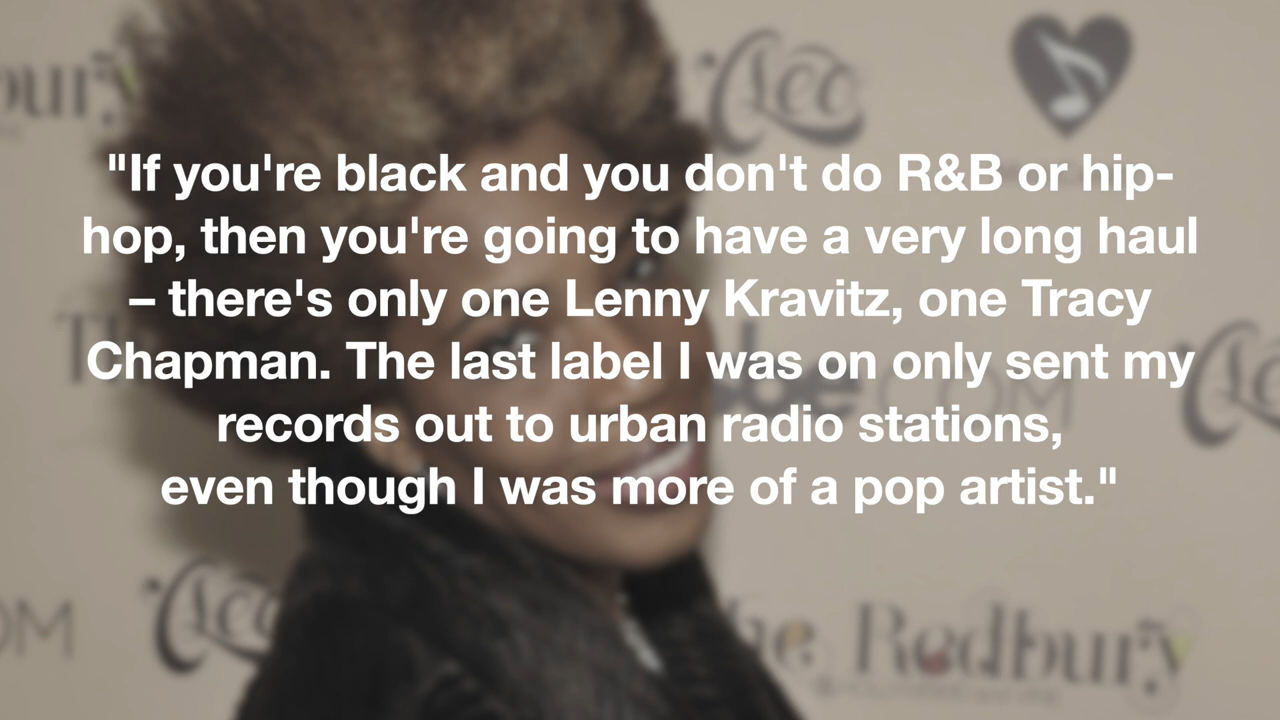 "If you're black and you don't do R&B or hip-
hop, then you're going to have a very long haul
– there's only one Lenny Kravitz, one Tracy
Chapman. The last label I was on only sent my
records out to urban radio stations,
even though I was more of a pop artist."
The Redbury